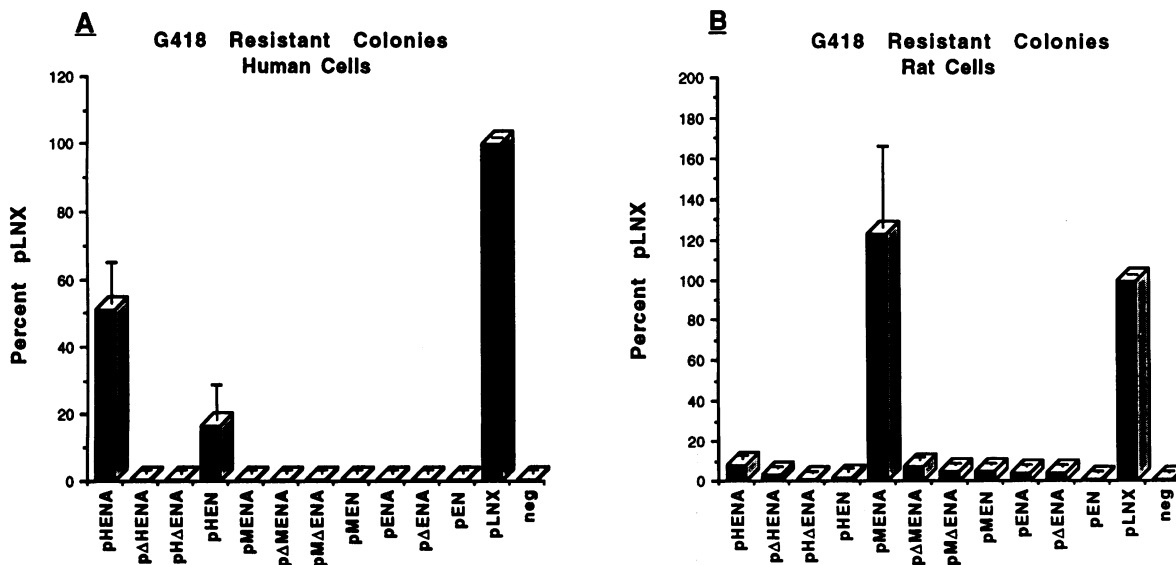 A
G418 Resistant Colonies
Human Cells
Percent pLNX
120
100
80
60
40
20
0
pHENA
pΔHENA
pHΔENA
pHEN
pMENA
pΔMENA
pMΔENA
pMEN
pENA
pΔENA
pEN
pLNX
neg
B
G418 Resistant Colonies
Rat Cells
Percent pLNX
200
180
160
140
120
100
80
60
40
20
0
pHENA
pΔHENA
pHΔENA
pHEN
pMENA
pΔMENA
pMΔENA
pMEN
pENA
pΔENA
pEN
pLNX
neg